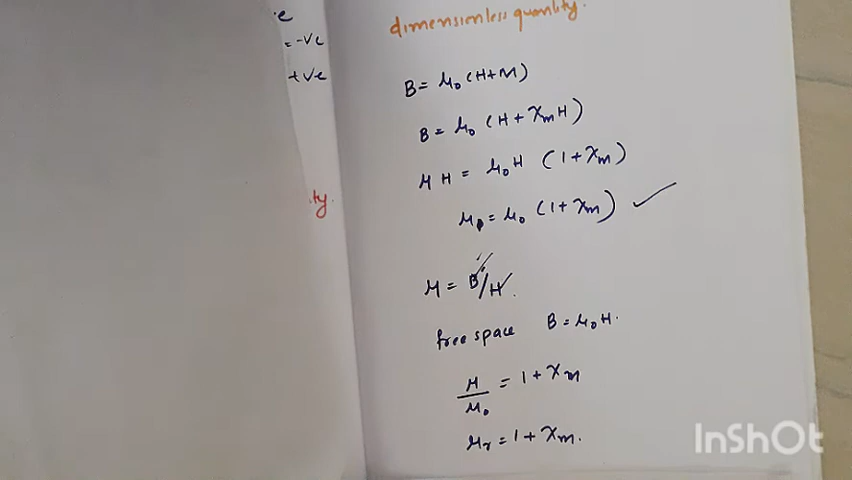 e
= -ve
+ve
ty.
dimensionless quantity.
B = μ₀ (H+M)
B = μ₀ (H + χₘH)
μ H = μ₀H (1 + χₘ)
μ = μ₀ (1 + χₘ) ✓
μ = B/H.
free space B = μ₀H.
μ/μ₀ = 1 + χₘ
μᵣ = 1 + χₘ.
InShOt